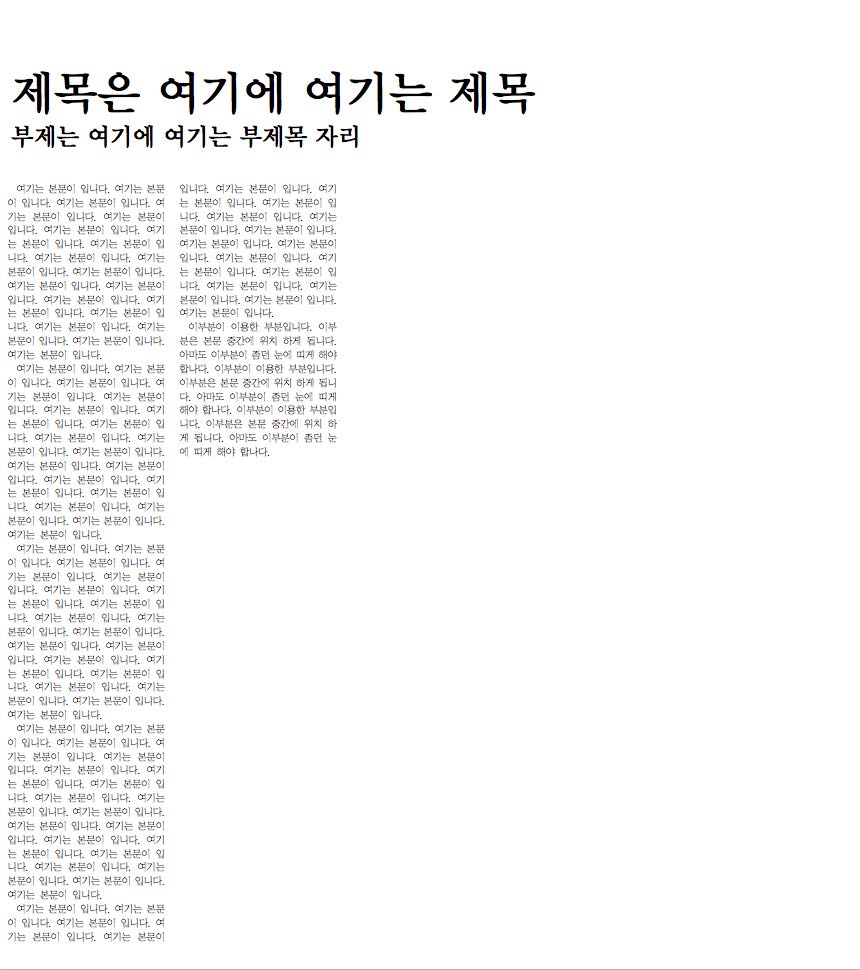 제목은 여기에 여기는 제목
부제는 여기에 여기는 부제목 자리
여기는 본문이 입니다. 여기는 본문
이 입니다. 여기는 본문이 입니다. 여
기는 본문이 입니다. 여기는 본문이
입니다. 여기는 본문이 입니다. 여기
는 본문이 입니다. 여기는 본문이 입
니다. 여기는 본문이 입니다. 여기는
본문이 입니다. 여기는 본문이 입니다.
여기는 본문이 입니다. 여기는 본문이
입니다. 여기는 본문이 입니다. 여기
는 본문이 입니다. 여기는 본문이 입
니다. 여기는 본문이 입니다. 여기는
본문이 입니다. 여기는 본문이 입니다.
여기는 본문이 입니다.
여기는 본문이 입니다. 여기는 본문
이 입니다. 여기는 본문이 입니다. 여
기는 본문이 입니다. 여기는 본문이
입니다. 여기는 본문이 입니다. 여기
는 본문이 입니다. 여기는 본문이 입
니다. 여기는 본문이 입니다. 여기는
본문이 입니다. 여기는 본문이 입니다.
여기는 본문이 입니다. 여기는 본문이
입니다. 여기는 본문이 입니다. 여기
는 본문이 입니다. 여기는 본문이 입
니다. 여기는 본문이 입니다. 여기는
본문이 입니다. 여기는 본문이 입니다.
여기는 본문이 입니다.
여기는 본문이 입니다. 여기는 본문
이 입니다. 여기는 본문이 입니다. 여
기는 본문이 입니다. 여기는 본문이
입니다. 여기는 본문이 입니다. 여기
는 본문이 입니다. 여기는 본문이 입
니다. 여기는 본문이 입니다. 여기는
본문이 입니다. 여기는 본문이 입니다.
여기는 본문이 입니다. 여기는 본문이
입니다. 여기는 본문이 입니다. 여기
는 본문이 입니다. 여기는 본문이 입
니다. 여기는 본문이 입니다. 여기는
본문이 입니다. 여기는 본문이 입니다.
여기는 본문이 입니다.
여기는 본문이 입니다. 여기는 본문
이 입니다. 여기는 본문이 입니다. 여
기는 본문이 입니다. 여기는 본문이
입니다. 여기는 본문이 입니다. 여기
는 본문이 입니다. 여기는 본문이 입
니다. 여기는 본문이 입니다. 여기는
본문이 입니다. 여기는 본문이 입니다.
여기는 본문이 입니다. 여기는 본문이
입니다. 여기는 본문이 입니다. 여기
는 본문이 입니다. 여기는 본문이 입
니다. 여기는 본문이 입니다. 여기는
본문이 입니다. 여기는 본문이 입니다.
여기는 본문이 입니다.
여기는 본문이 입니다. 여기는 본문
이 입니다. 여기는 본문이 입니다. 여
기는 본문이 입니다. 여기는 본문이
입니다. 여기는 본문이 입니다. 여기
는 본문이 입니다. 여기는 본문이 입
니다. 여기는 본문이 입니다. 여기는
본문이 입니다. 여기는 본문이 입니다.
여기는 본문이 입니다. 여기는 본문이
입니다. 여기는 본문이 입니다. 여기
는 본문이 입니다. 여기는 본문이 입
니다. 여기는 본문이 입니다. 여기는
본문이 입니다. 여기는 본문이 입니다.
여기는 본문이 입니다.
이부분이 이용한 부분입니다. 이부
분은 본문 중간에 위치 하게 됩니다.
아마도 이부분이 좀던 눈에 띠게 해야
합니다. 이부분이 이용한 부분입니다.
이부분은 본문 중간에 위치 하게 됩니
다. 아마도 이부분이 좀던 눈에 띠게
해야 합니다. 이부분이 이용한 부분입
니다. 이부분은 본문 중간에 위치 하
게 됩니다. 아마도 이부분이 좀던 눈
에 띠게 해야 합니다.